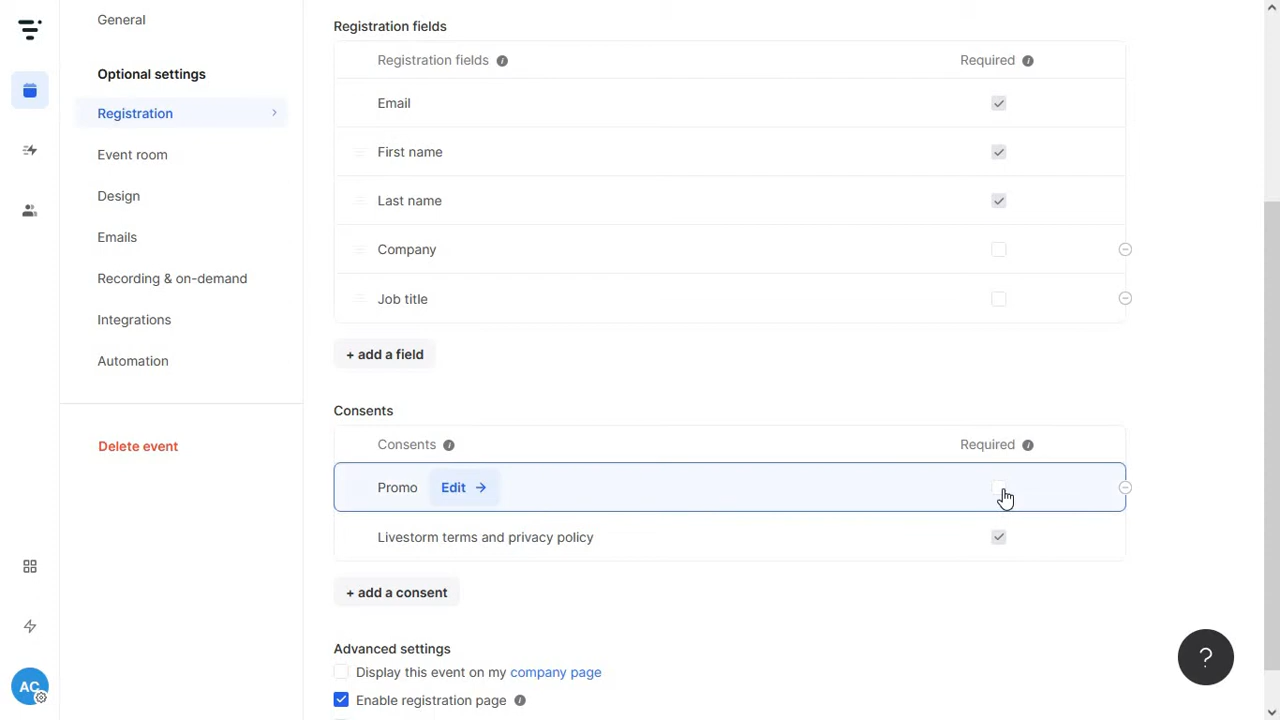 General
Optional settings
Registration
Event room
Design
Emails
Recording & on-demand
Integrations
Automation
Delete event
AC
Registration fields
Registration fields Required
Email
First name
Last name
Company
Job title
+ add a field
Consents
Consents Required
Promo Edit →
Livestorm terms and privacy policy
+ add a consent
Advanced settings
Display this event on my company page
Enable registration page
?